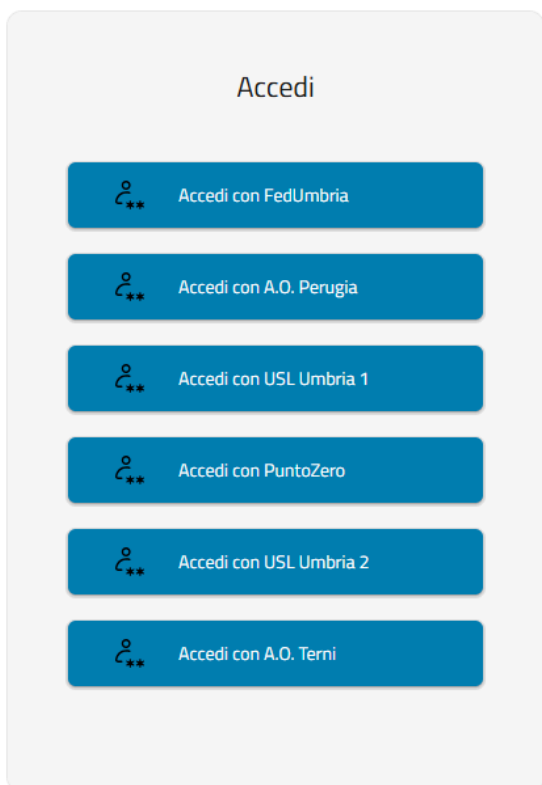 Accedi
Accedi con FedUmbria
Accedi con A.O. Perugia
Accedi con USL Umbria 1
Accedi con PuntoZero
Accedi con USL Umbria 2
Accedi con A.O. Terni